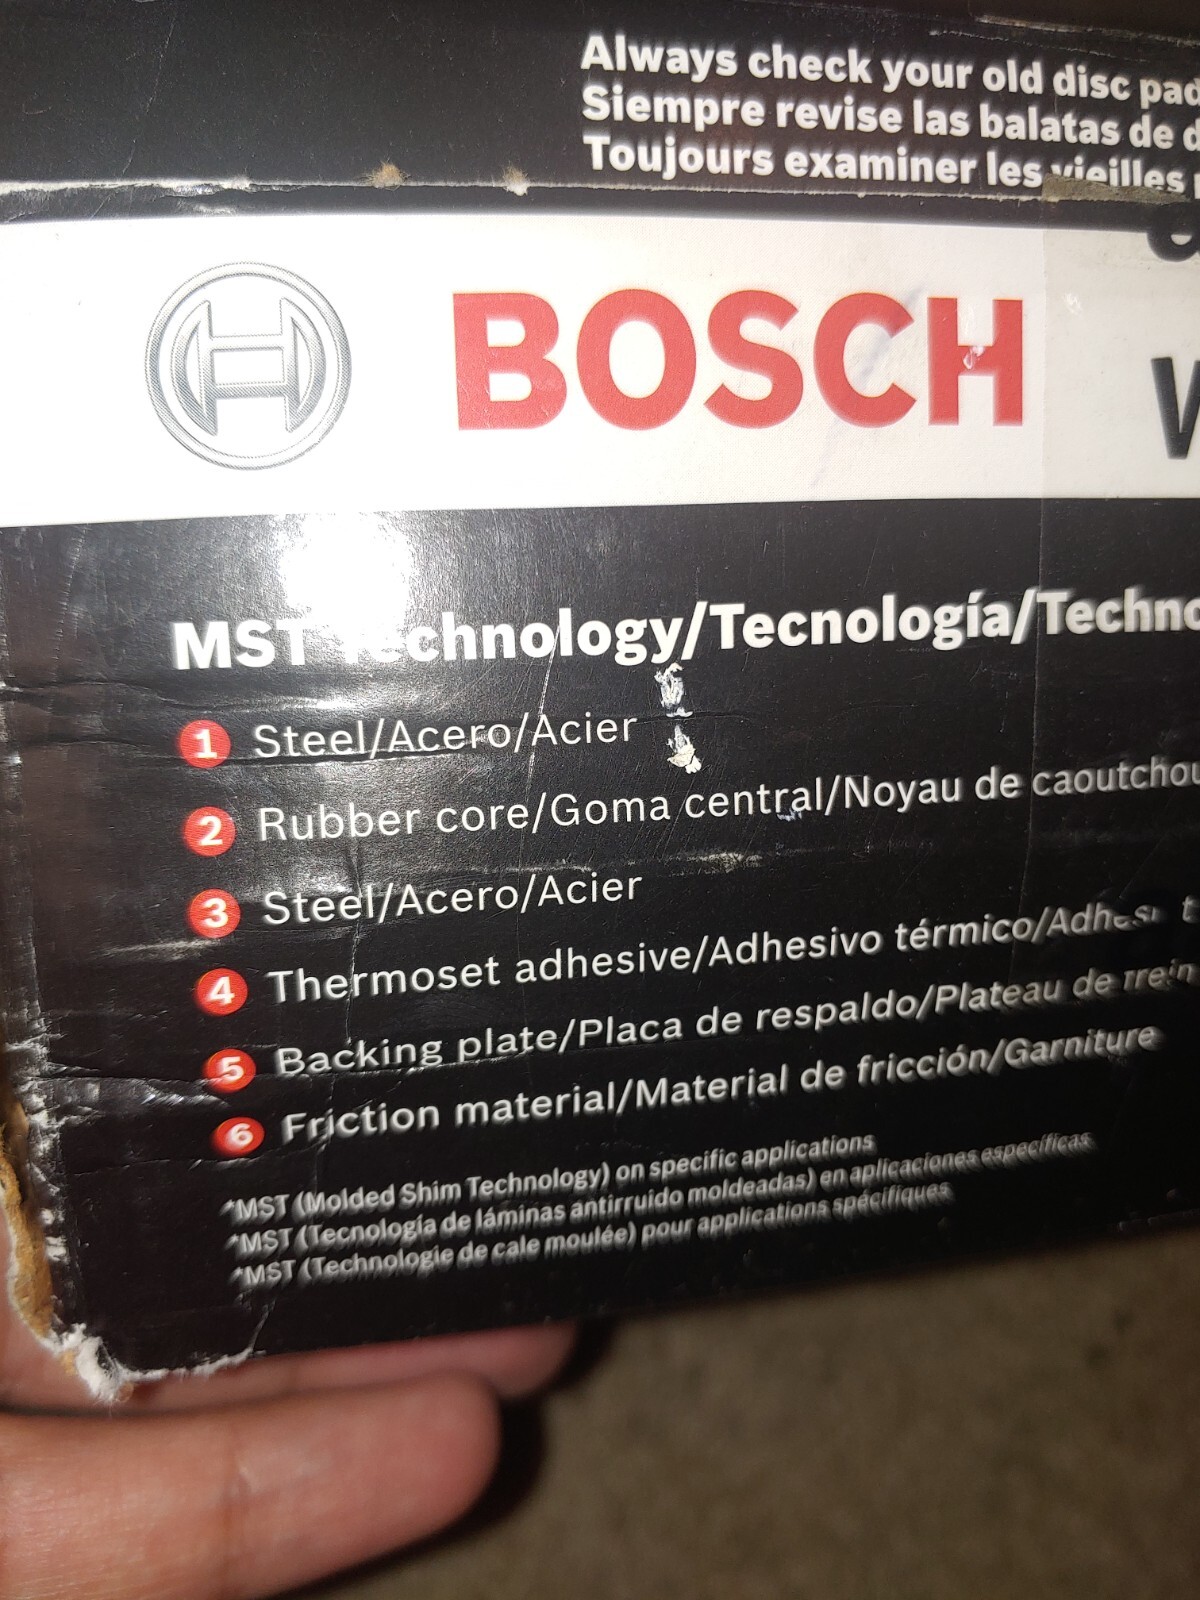 Always check your old disc
Siempre revise las balatas de
Toujours examiner les vieilles
BOSCH
MST Technology/Tecnología/
1 Steel/Acero/Acier
2 Rubber core/Goma central/Noyau de
3 Steel/Acero/Acier
4 Thermoset adhesive/Adhesivo térmico/
5 Backing plate/Placa de respaldo/Plateau de
6 Friction material/Material de fricción/Garniture
*MST (Molded Shim Technology) on specific applications
*MST (Tecnología de láminas antirruido moldeadas) en aplicaciones específicas
*MST (Technologie de cale moulée) pour applications spécifiques